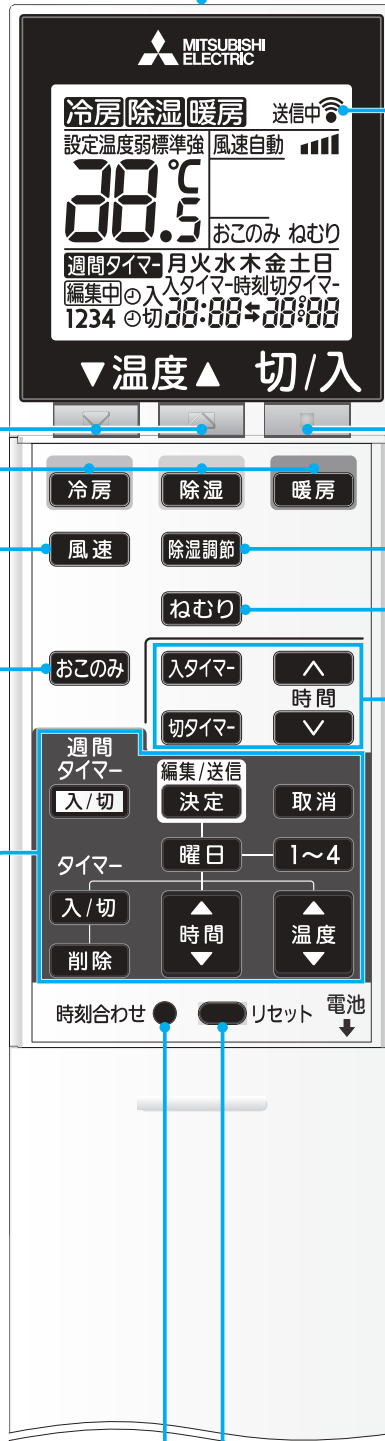 MITSUBISHI
ELECTRIC
冷房 除湿 暖房 送信中
設定温度弱標準強 風速自動
88.5℃
おこのみ ねむり
週間タイマー 月火水木金土日
編集中 入 入タイマー時刻切タイマー
1234 切 88:88 88:88
▼温度▲ 切/入
冷房 除湿 暖房
風速 除湿調節
ねむり
おこのみ 入タイマー ∧
時間
切タイマー ∨
週間
タイマー
入/切
編集/送信
決定 取消
曜日 1〜4
タイマー
入/切
▲
時間
▼
▲
温度
▼
削除
時刻合わせ リセット 電池